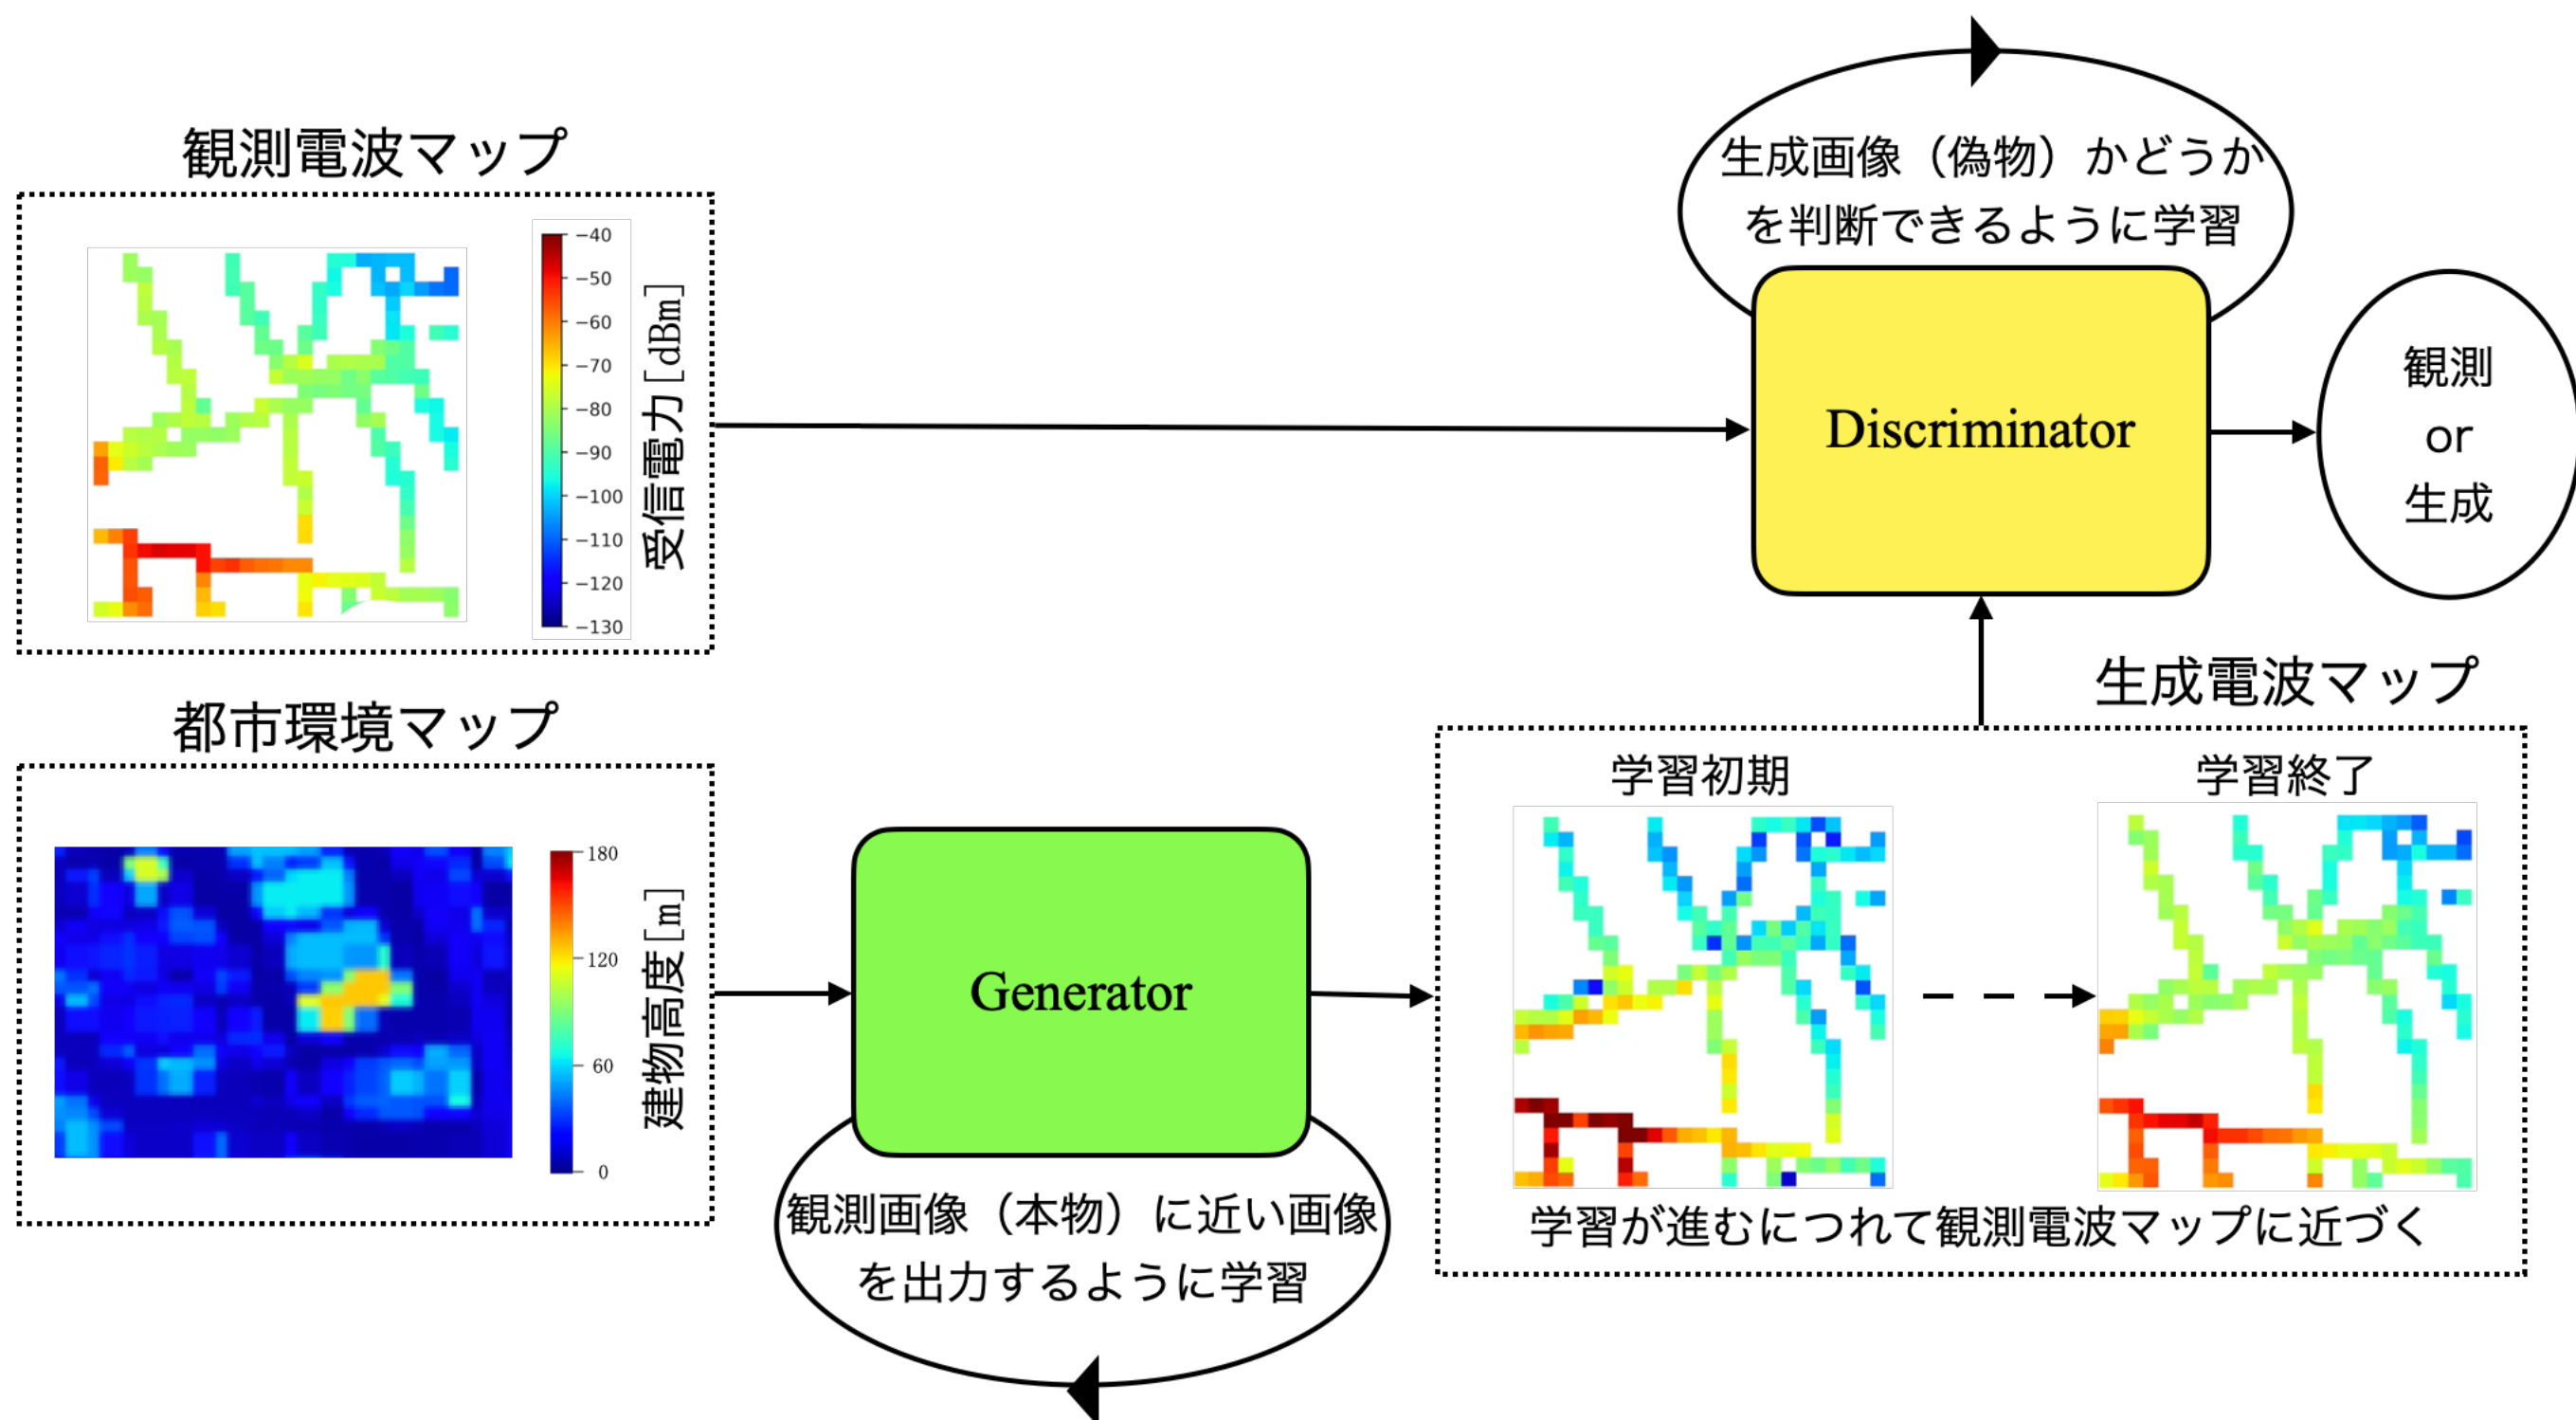 観測電波マップ
-40
-50
-60
-70
-80
-90
-100
-110
-120
-130
受信電力[dBm]
生成画像（偽物）かどうか
を判断できるように学習
Discriminator
観測
or
生成
都市環境マップ
180
120
60
0
建物高度[m]
Generator
観測画像（本物）に近い画像
を出力するように学習
生成電波マップ
学習初期
学習終了
学習が進むにつれて観測電波マップに近づく